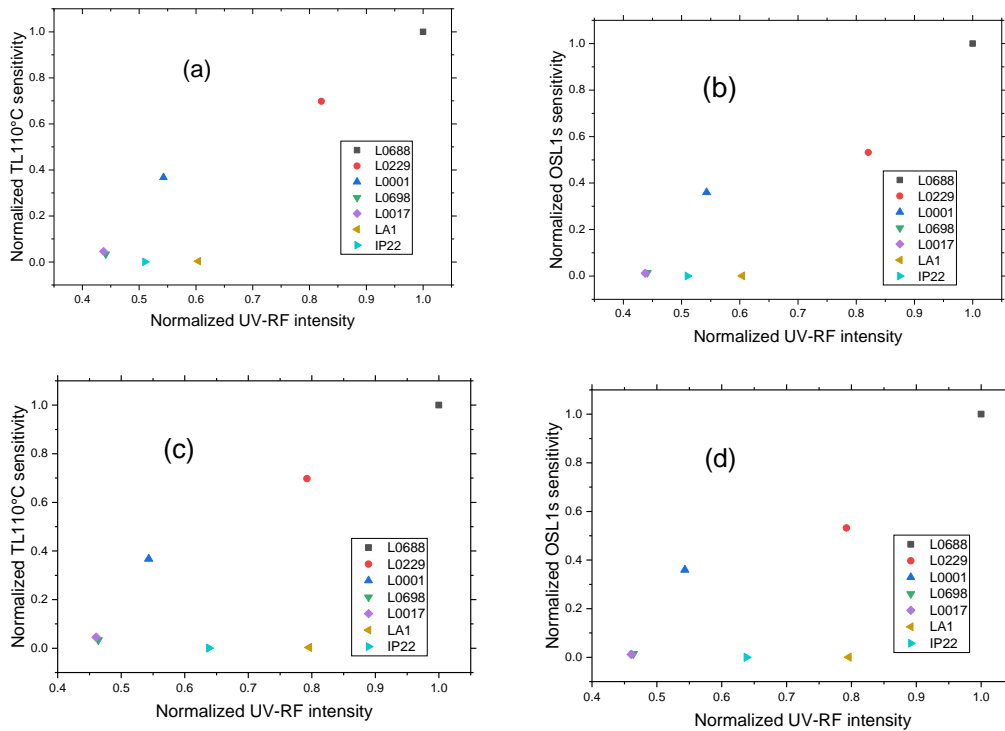 Normalized TL110°C sensitivity
1.0
0.8
0.6
0.4
0.2
0.0
(a)
L0688
L0229
L0001
L0698
L0017
LA1
IP22
0.4 0.5 0.6 0.7 0.8 0.9 1.0
Normalized UV-RF intensity
Normalized OSL1s sensitivity
1.0
0.8
0.6
0.4
0.2
0.0
(b)
L0688
L0229
L0001
L0698
L0017
LA1
IP22
0.4 0.5 0.6 0.7 0.8 0.9 1.0
Normalized UV-RF intensity
Normalized TL110°C sensitivity
1.0
0.8
0.6
0.4
0.2
0.0
(c)
L0688
L0229
L0001
L0698
L0017
LA1
IP22
0.4 0.5 0.6 0.7 0.8 0.9 1.0
Normalized UV-RF intensity
Normalized OSL1s sensitivity
1.0
0.8
0.6
0.4
0.2
0.0
(d)
L0688
L0229
L0001
L0698
L0017
LA1
IP22
0.4 0.5 0.6 0.7 0.8 0.9 1.0
Normalized UV-RF intensity